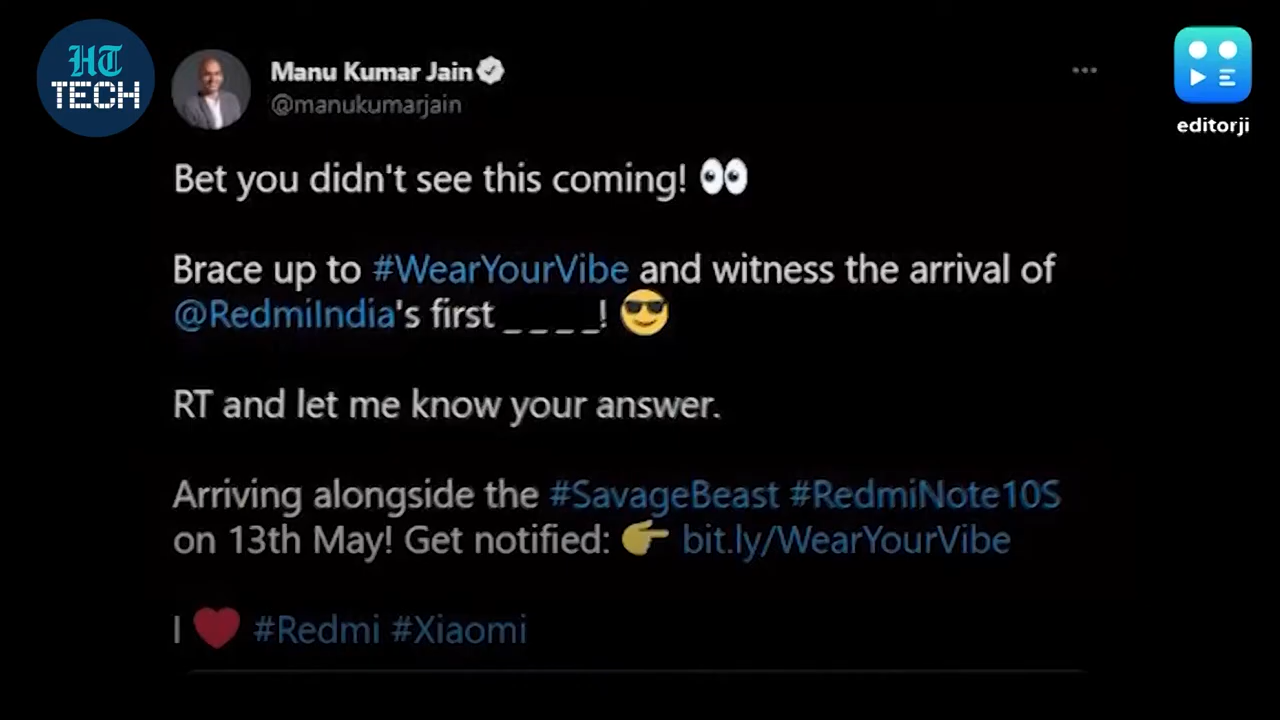 HT
TECH
Manu Kumar Jain
@manukumarjain
editorji
Bet you didn't see this coming! 👀
Brace up to #WearYourVibe and witness the arrival of
@RedmiIndia's first _ _ _ _! 😎
RT and let me know your answer.
Arriving alongside the #SavageBeast #RedmiNote10S
on 13th May! Get notified: 👉 bit.ly/WearYourVibe
I ❤️ #Redmi #Xiaomi